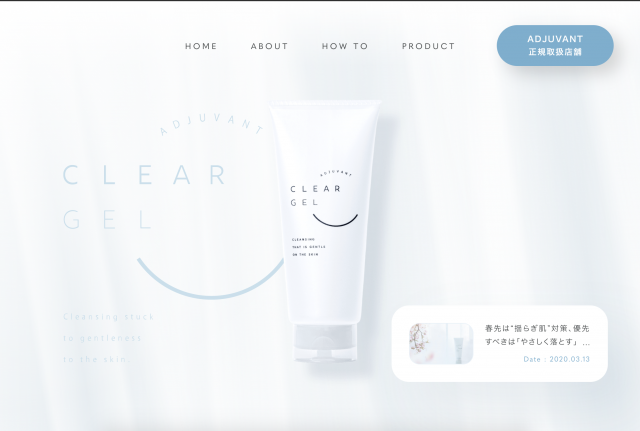 HOME
ABOUT
HOW TO
PRODUCT
ADJUVANT
正規取扱店舗
ADJUVANT
CLEAR
GEL
Cleansing stuck
to gentleness
to the skin.
ADJUVANT
CLEAR
GEL
CLEANSING
THAT IS GENTLE
ON THE SKIN
春先は“揺らぎ肌”対策、優先
すべきは「やさしく落とす」 ...
Date : 2020.03.13